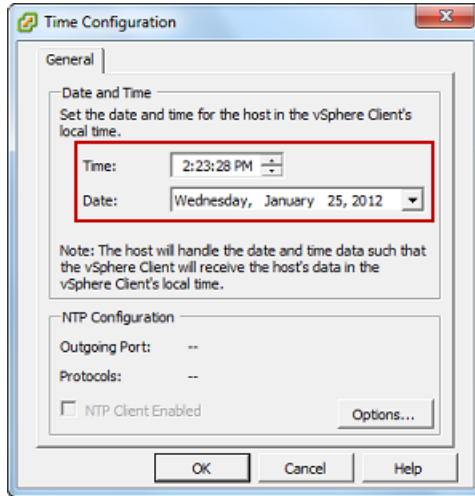 Time Configuration
General
Date and Time
Set the date and time for the host in the vSphere Client's
local time.
Time: 2:23:28 PM
Date: Wednesday, January 25, 2012
Note: The host will handle the date and time data such that
the vSphere Client will receive the host's data in the
vSphere Client's local time.
NTP Configuration
Outgoing Port: --
Protocols: --
NTP Client Enabled
Options...
OK Cancel Help